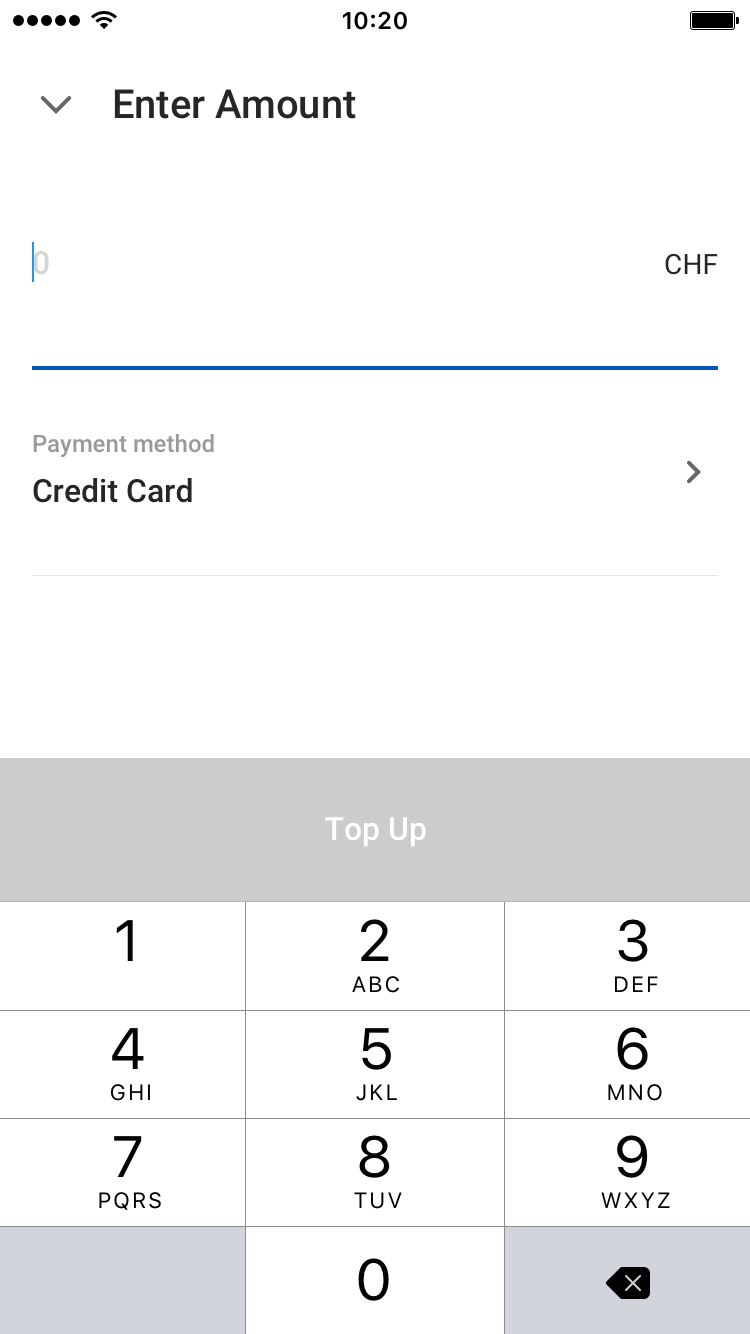 10:20
Enter Amount
0 CHF
Payment method
Credit Card
Top Up
1 2 3
ABC DEF
4 5 6
GHI JKL MNO
7 8 9
PQRS TUV WXYZ
0